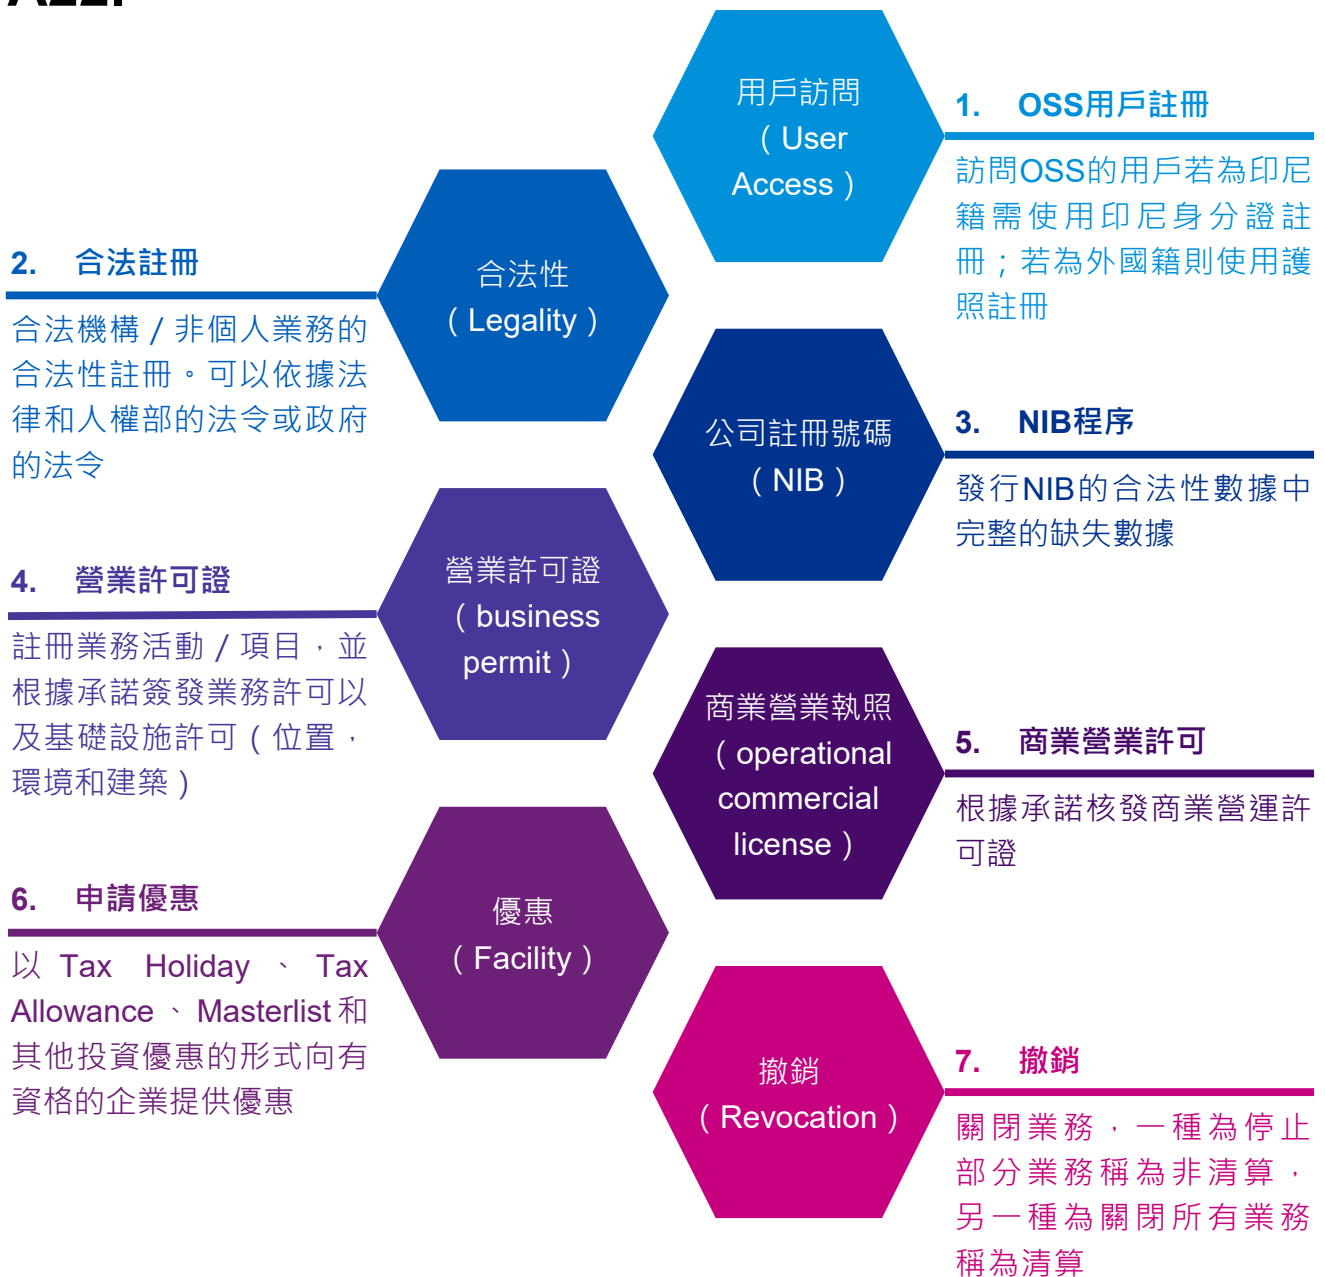 用戶訪問
（User
Access）
1. OSS用戶註冊
訪問OSS的用戶若為印尼
籍需使用印尼身分證註
冊；若為外國籍則使用護
照註冊
2. 合法註冊
合法機構／非個人業務的
合法性註冊。可以依據法
律和人權部的法令或政府
的法令
合法性
（Legality）
公司註冊號碼
（NIB）
3. NIB程序
發行NIB的合法性數據中
完整的缺失數據
4. 營業許可證
註冊業務活動／項目，並
根據承諾簽發業務許可以
及基礎設施許可（位置，
環境和建築）
營業許可證
（business
permit）
商業營業執照
（operational
commercial
license）
5. 商業營業許可
根據承諾核發商業營運許
可證
6. 申請優惠
以 Tax Holiday、Tax
Allowance、Masterlist和
其他投資優惠的形式向有
資格的企業提供優惠
優惠
（Facility）
撤銷
（Revocation）
7. 撤銷
關閉業務，一種為停止
部分業務稱為非清算，
另一種為關閉所有業務
稱為清算